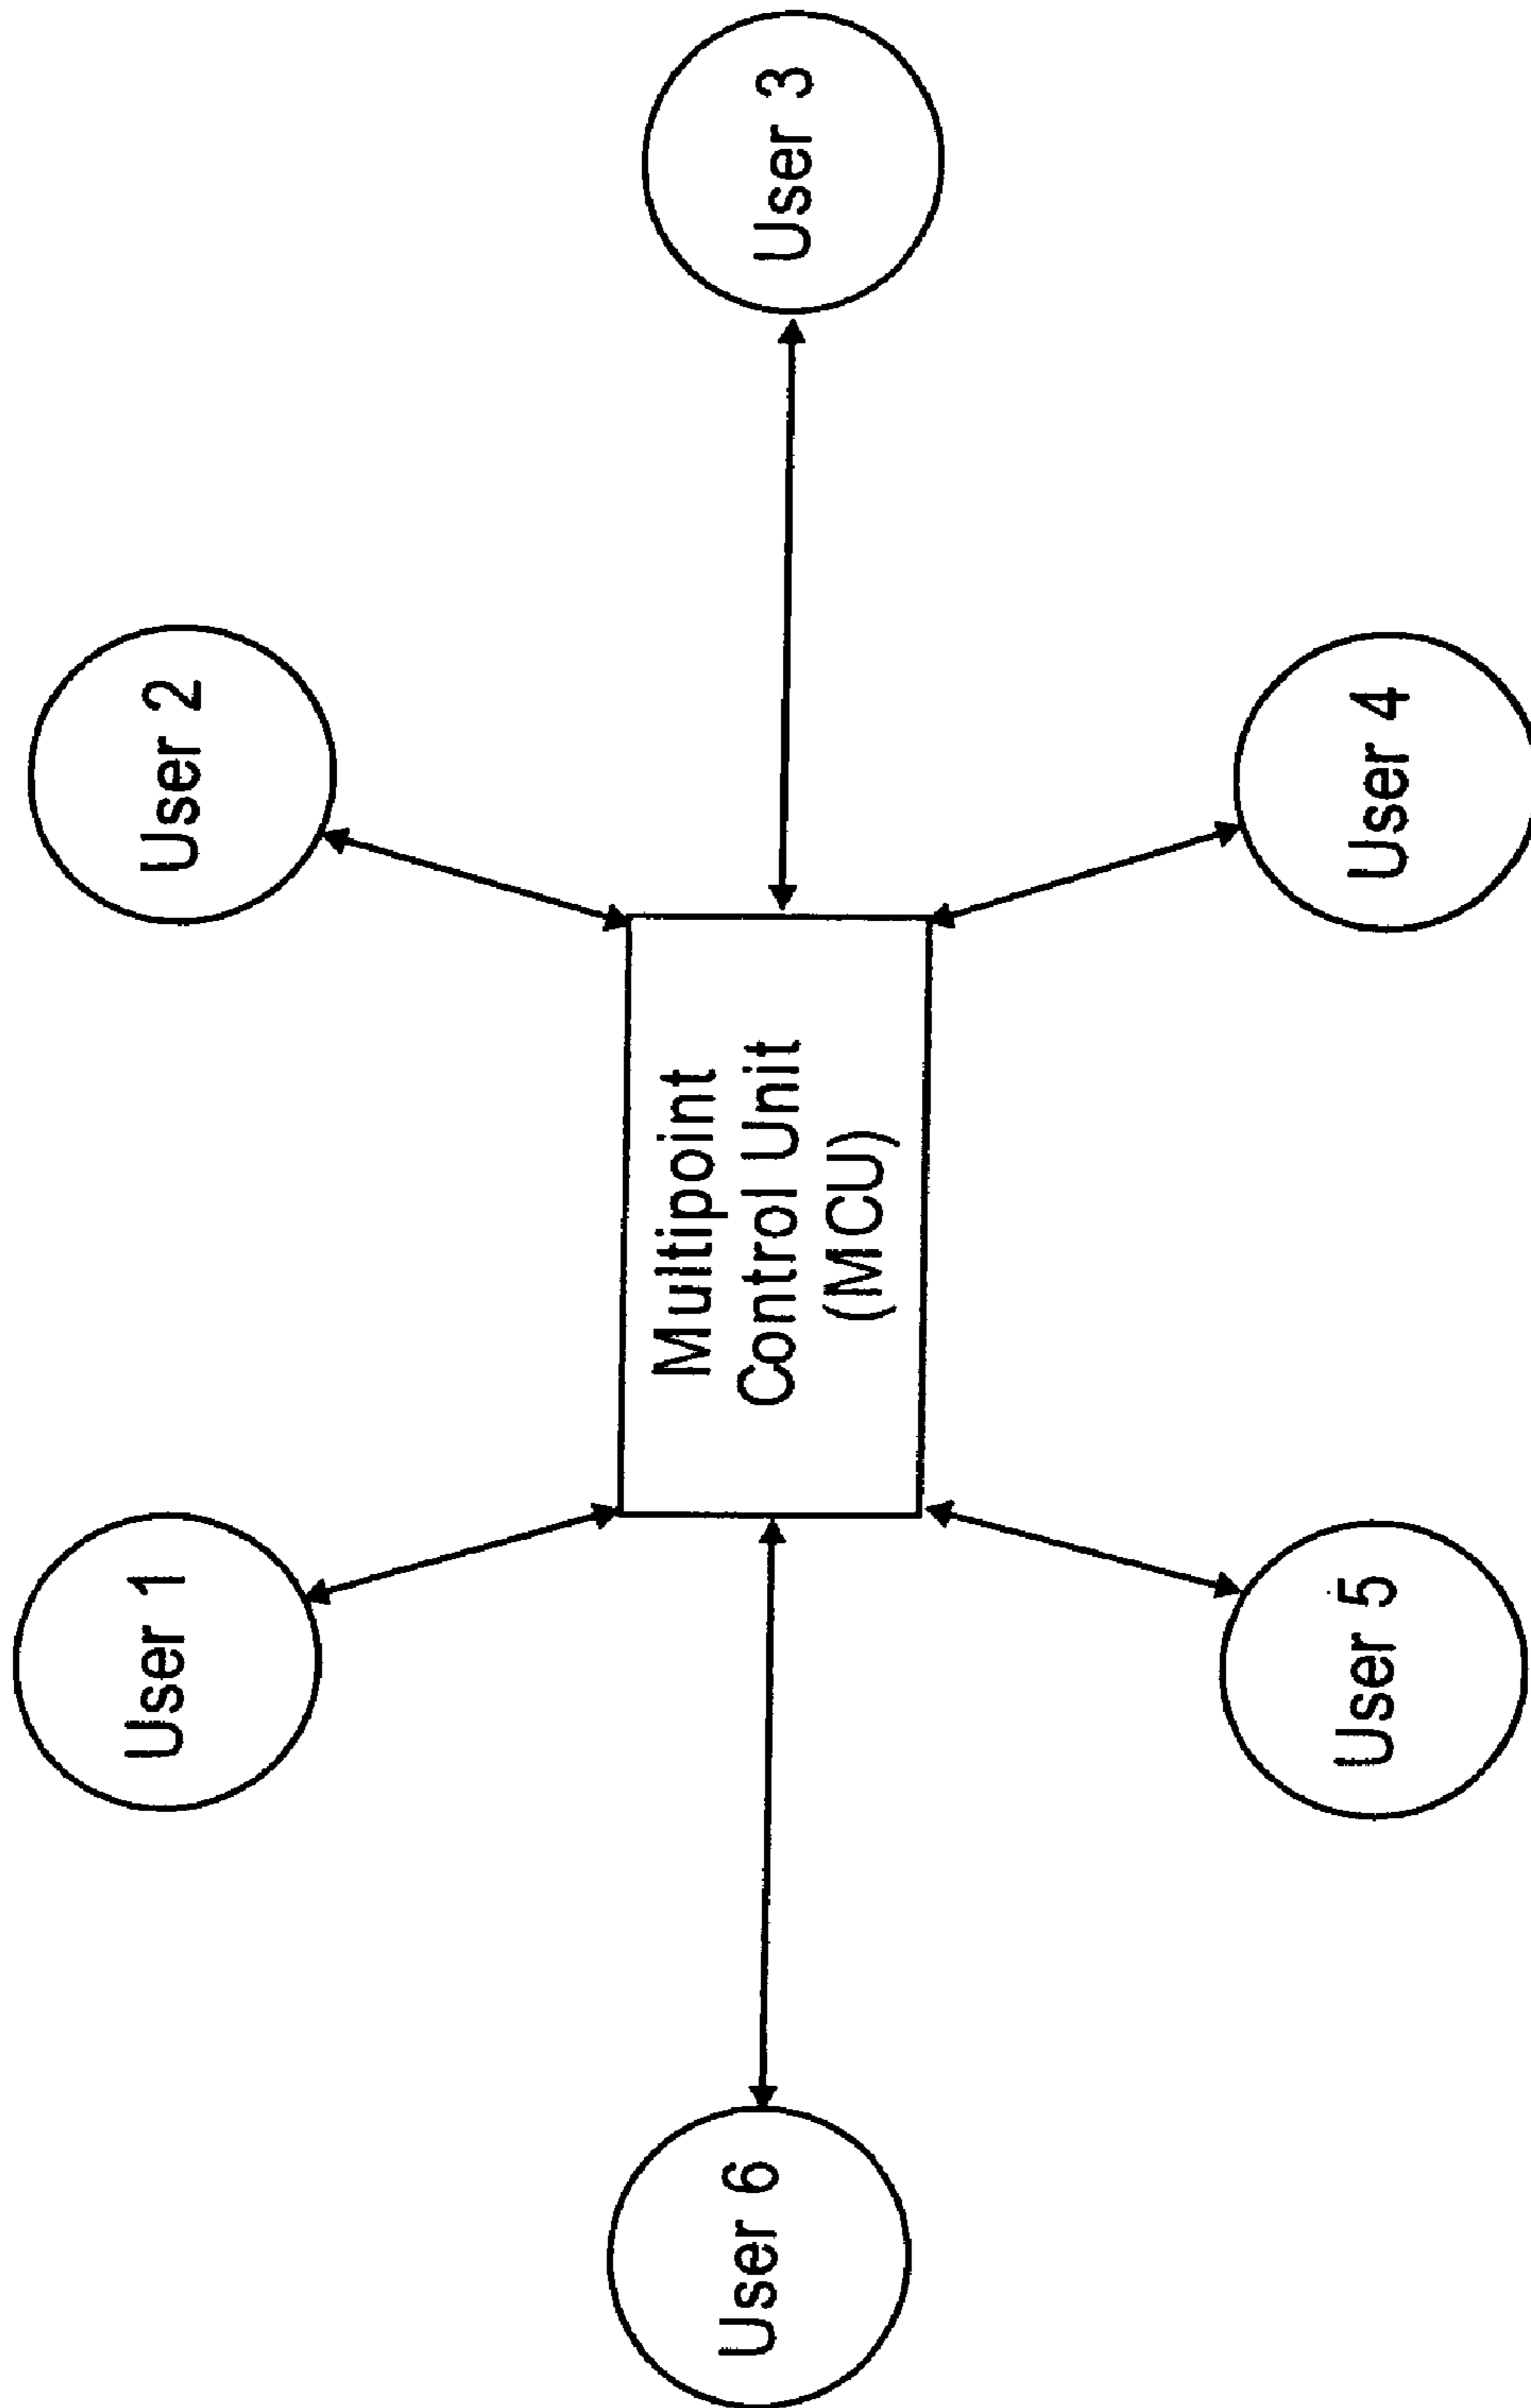 User 1
User 2
User 6
Multipoint
Control Unit
(MCU)
User 3
User 5
User 4